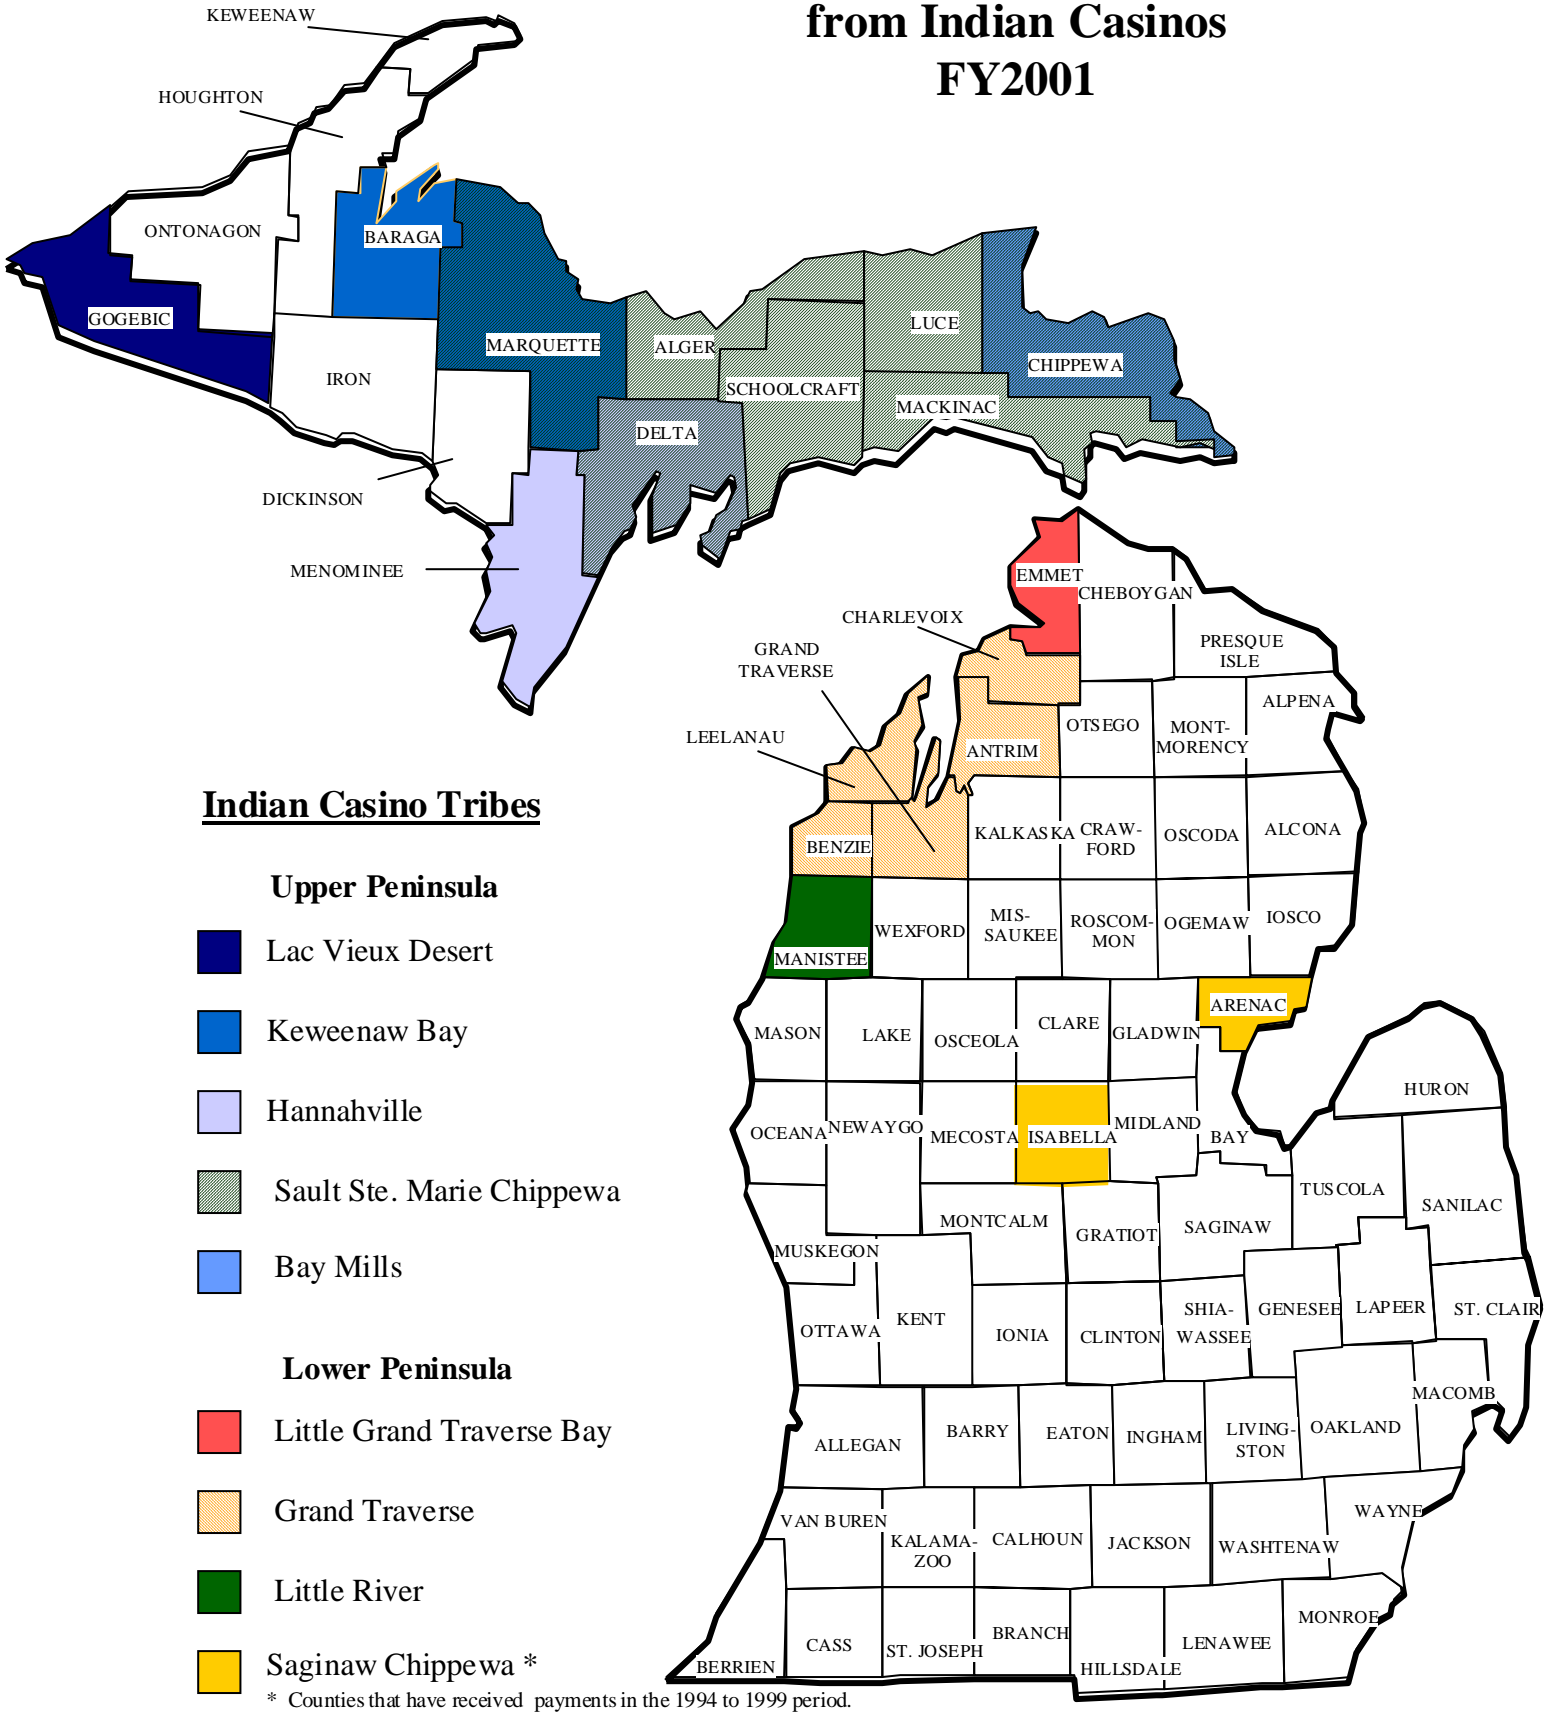 from Indian Casinos
FY2001
KEWEENAW
HOUGHTON
ONTONAGON
BARAGA
GOGEBIC
MARQUETTE
IRON
ALGER
LUCE
CHIPPEWA
SCHOOLCRAFT
MACKINAC
DELTA
DICKINSON
MENOMINEE
EMMET
CHEBOYGAN
CHARLEVOIX
PRESQUE
ISLE
GRAND
TRAVERSE
ALPENA
OTSEGO
MONT-
MORENCY
LEELANAU
ANTRIM
KALKASKA
CRAW-
FORD
OSCODA
ALCONA
BENZIE
MANISTEE
WEXFORD
MIS-
SAUKEE
ROSCOM-
MON
OGEMAW
IOSCO
ARENAC
MASON
LAKE
OSCEOLA
CLARE
GLADWIN
HURON
OCEANA
NEWAYGO
MECOSTA
ISABELLA
MIDLAND
BAY
TUSCOLA
SANILAC
MONTCALM
GRATIOT
SAGINAW
MUSKEGON
OTTAWA
KENT
IONIA
CLINTON
SHIA-
WASSEE
GENESEE
LAPEER
ST. CLAIR
MACOMB
ALLEGAN
BARRY
EATON
INGHAM
LIVING-
STON
OAKLAND
VAN BUREN
KALAMA-
ZOO
CALHOUN
JACKSON
WASHTENAW
WAYNE
BERRIEN
CASS
ST. JOSEPH
BRANCH
HILLSDALE
LENAWEE
MONROE
Indian Casino Tribes
Upper Peninsula
Lac Vieux Desert
Keweenaw Bay
Hannahville
Sault Ste. Marie Chippewa
Bay Mills
Lower Peninsula
Little Grand Traverse Bay
Grand Traverse
Little River
Saginaw Chippewa *
* Counties that have received payments in the 1994 to 1999 period.